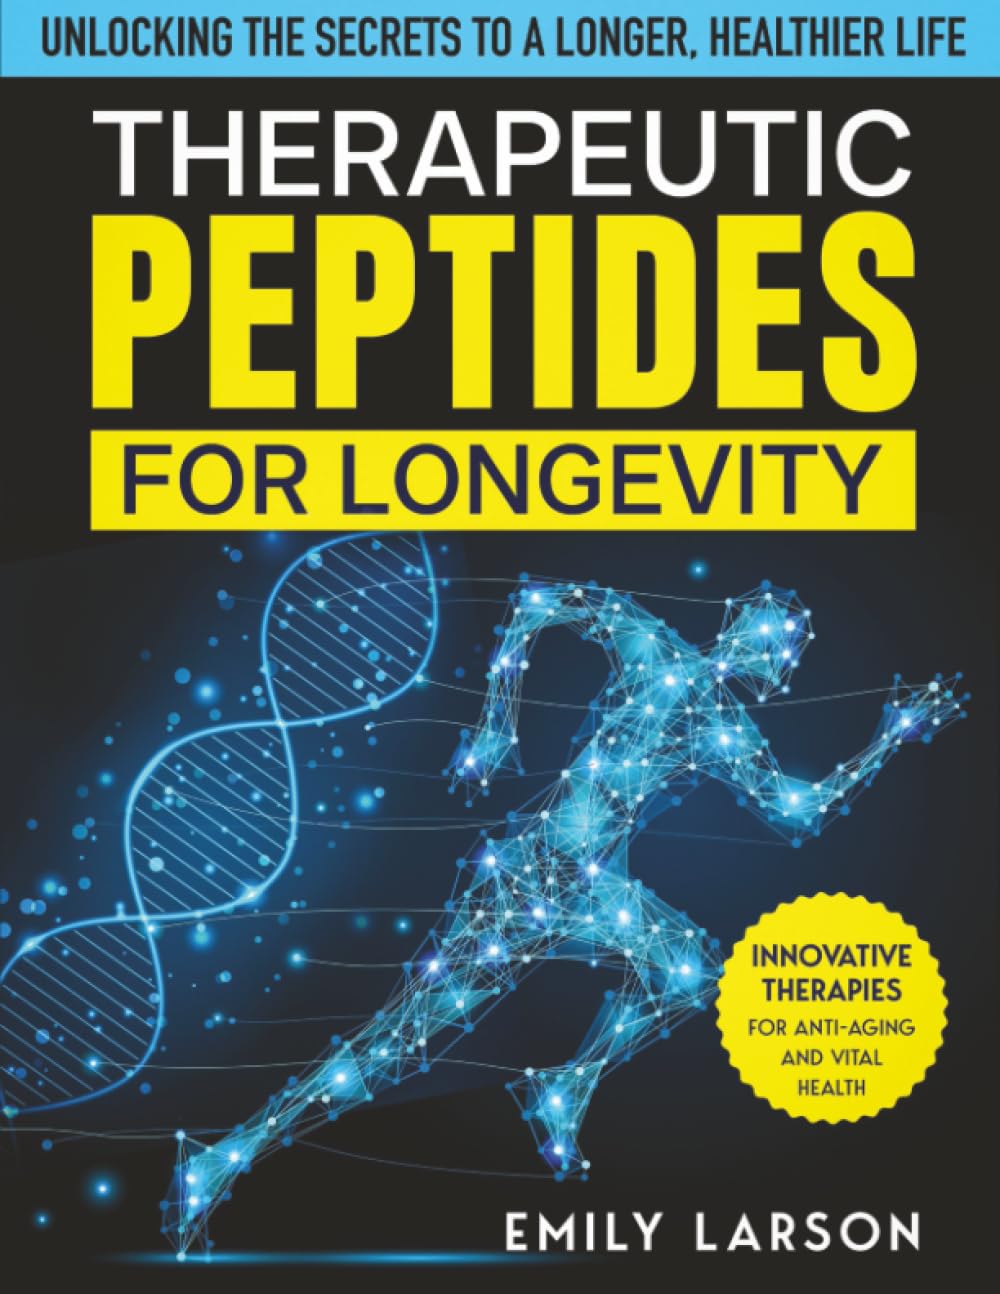 UNLOCKING THE SECRETS TO A LONGER, HEALTHIER LIFE
THERAPEUTIC
PEPTIDES
FOR LONGEVITY
INNOVATIVE
THERAPIES
FOR ANTI-AGING
AND VITAL
HEALTH
EMILY LARSON